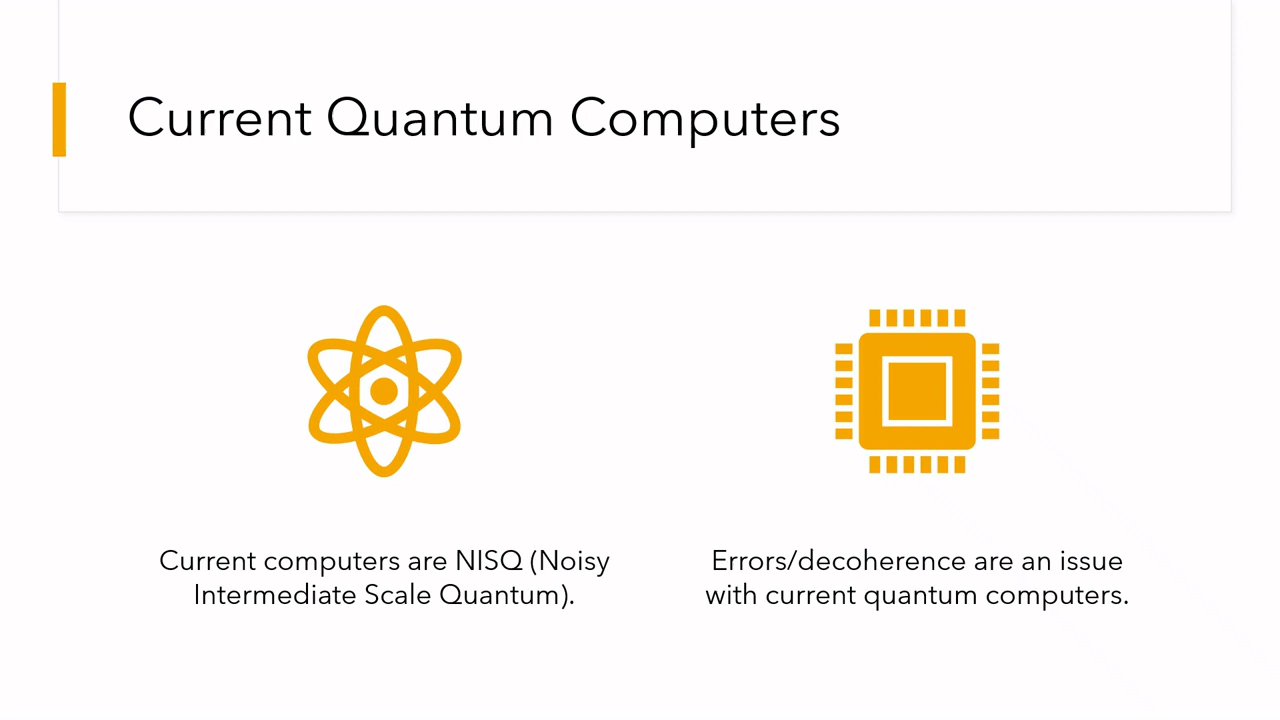 Current Quantum Computers
Current computers are NISQ (Noisy
Intermediate Scale Quantum).
Errors/decoherence are an issue
with current quantum computers.